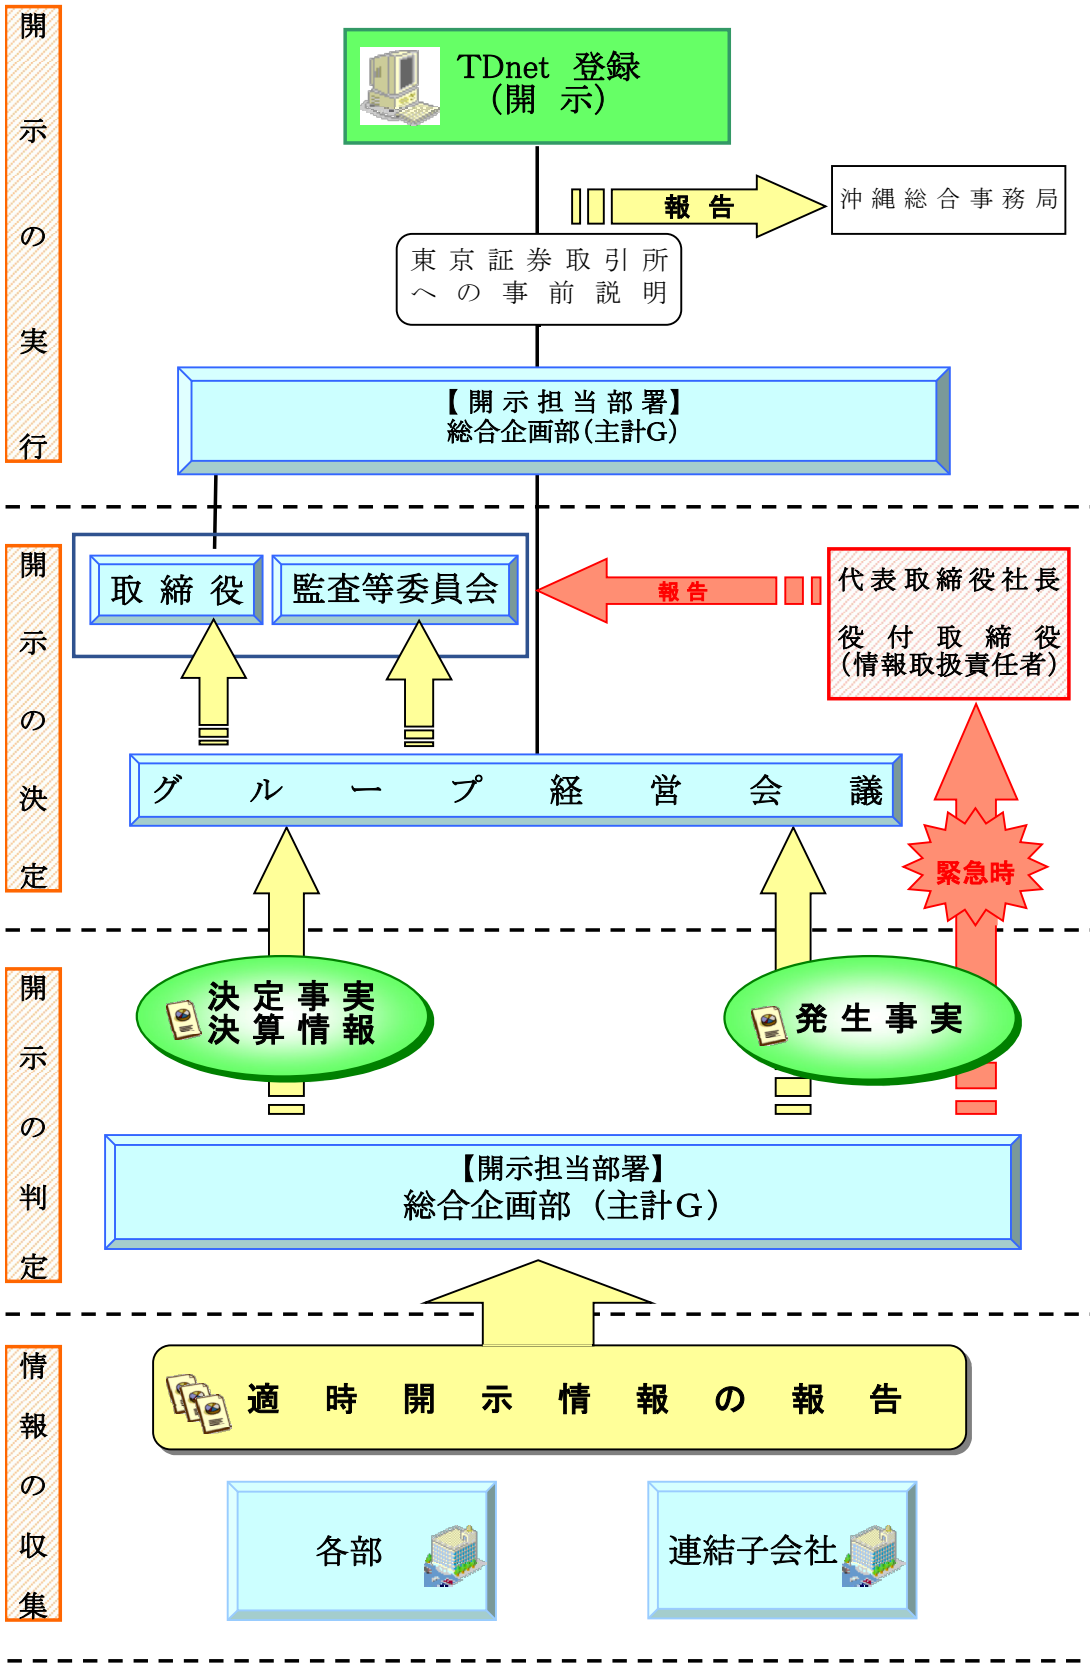 開示の実行
TDnet 登録
（開 示）
報 告
沖縄総合事務局
東京証券取引所
への事前説明
【開示担当部署】
総合企画部（主計G）
開示の決定
取締役
監査等委員会
報告
代表取締役社長
役付取締役
（情報取扱責任者）
グループ経営会議
緊急時
開示の判定
決定事実
決算情報
発生事実
【開示担当部署】
総合企画部（主計Ｇ）
情報の収集
適時開示情報の報告
各部
連結子会社